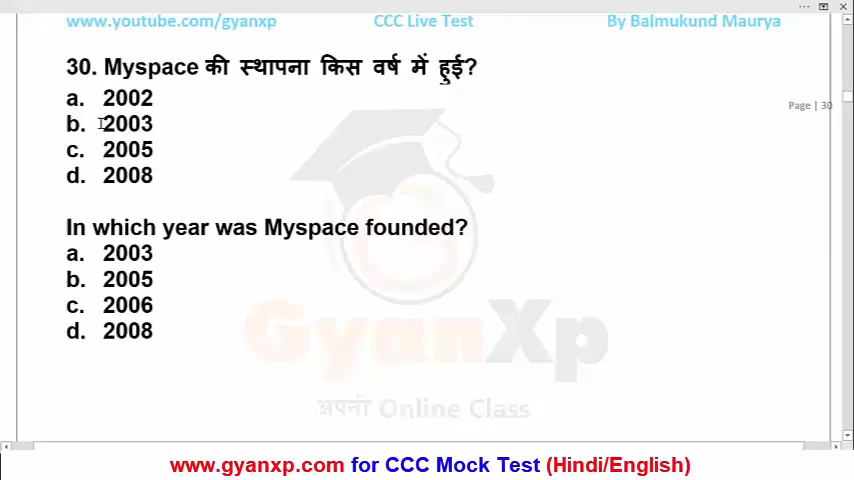 www.youtube.com/gyanxp CCC Live Test By Balmukund Maurya
30. Myspace की स्थापना किस वर्ष में हुई?
a. 2002
Page | 30
b. 2003
c. 2005
d. 2008
In which year was Myspace founded?
a. 2003
b. 2005
c. 2006
d. 2008
GyanXp
अपनी Online Class
www.gyanxp.com for CCC Mock Test (Hindi/English)